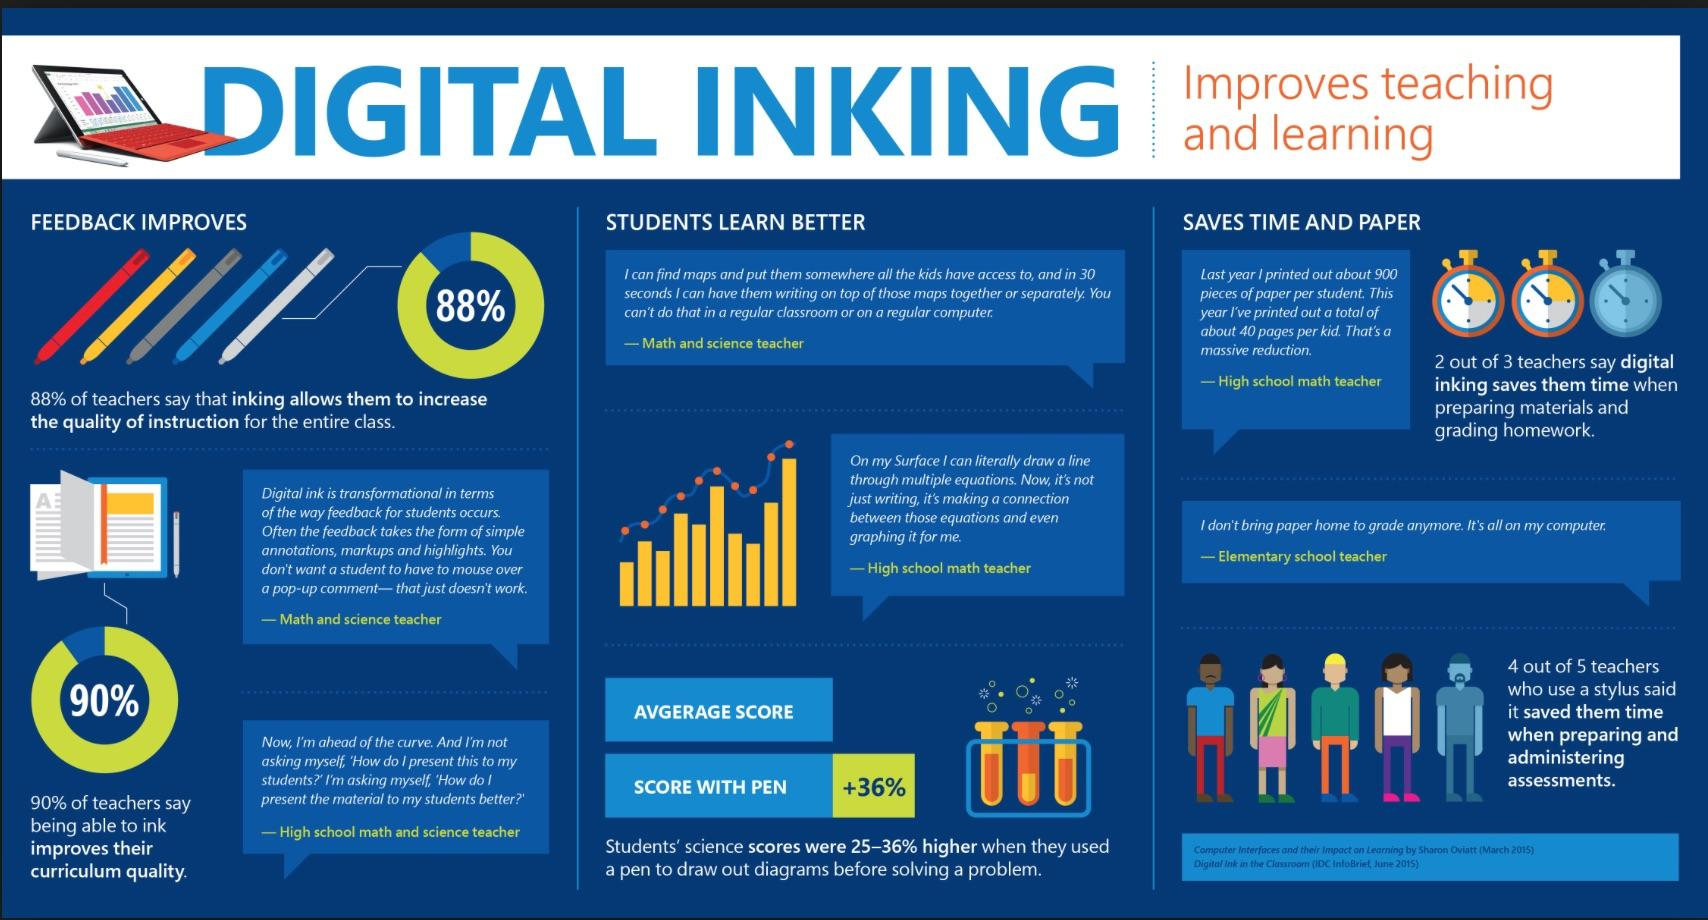 DIGITAL INKING
Improves teaching
and learning
FEEDBACK IMPROVES
88%
88% of teachers say that inking allows them to increase
the quality of instruction for the entire class.
A
Digital ink is transformational in terms
of the way feedback for students occurs.
Often the feedback takes the form of simple
annotations, markups and highlights. You
don't want a student to have to mouse over
a pop-up comment— that just doesn't work.
— Math and science teacher
90%
90% of teachers say
being able to ink
improves their
curriculum quality.
Now, I'm ahead of the curve. And I'm not
asking myself, 'How do I present this to my
students?' I'm asking myself, 'How do I
present the material to my students better?'
— High school math and science teacher
STUDENTS LEARN BETTER
I can find maps and put them somewhere all the kids have access to, and in 30
seconds I can have them writing on top of those maps together or separately. You
can't do that in a regular classroom or on a regular computer.
— Math and science teacher
On my Surface I can literally draw a line
through multiple equations. Now, it's not
just writing, it's making a connection
between those equations and even
graphing it for me.
— High school math teacher
AVGERAGE SCORE
SCORE WITH PEN
+36%
Students' science scores were 25–36% higher when they used
a pen to draw out diagrams before solving a problem.
SAVES TIME AND PAPER
Last year I printed out about 900
pieces of paper per student. This
year I've printed out a total of
about 40 pages per kid. That's a
massive reduction.
— High school math teacher
2 out of 3 teachers say digital
inking saves them time when
preparing materials and
grading homework.
I don't bring paper home to grade anymore. It's all on my computer.
— Elementary school teacher
4 out of 5 teachers
who use a stylus said
it saved them time
when preparing and
administering
assessments.
Computer Interfaces and their Impact on Learning by Sharon Oviatt (March 2015)
Digital Ink in the Classroom (IDC InfoBrief, June 2015)